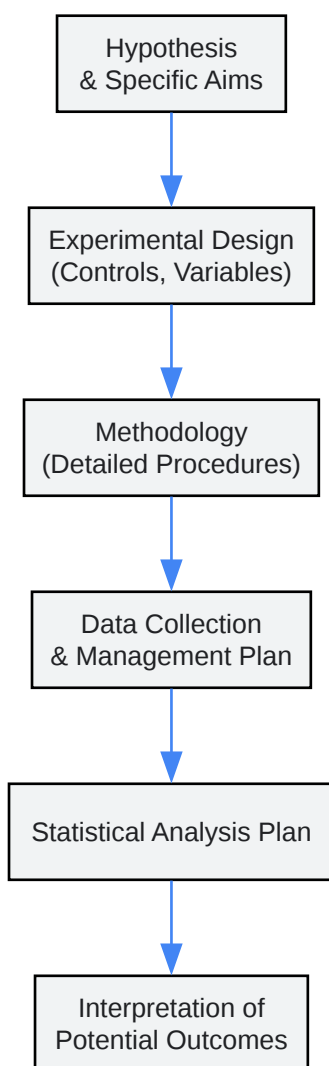 Hypothesis
& Specific Aims
Experimental Design
(Controls, Variables)
Methodology
(Detailed Procedures)
Data Collection
& Management Plan
Statistical Analysis Plan
Interpretation of
Potential Outcomes